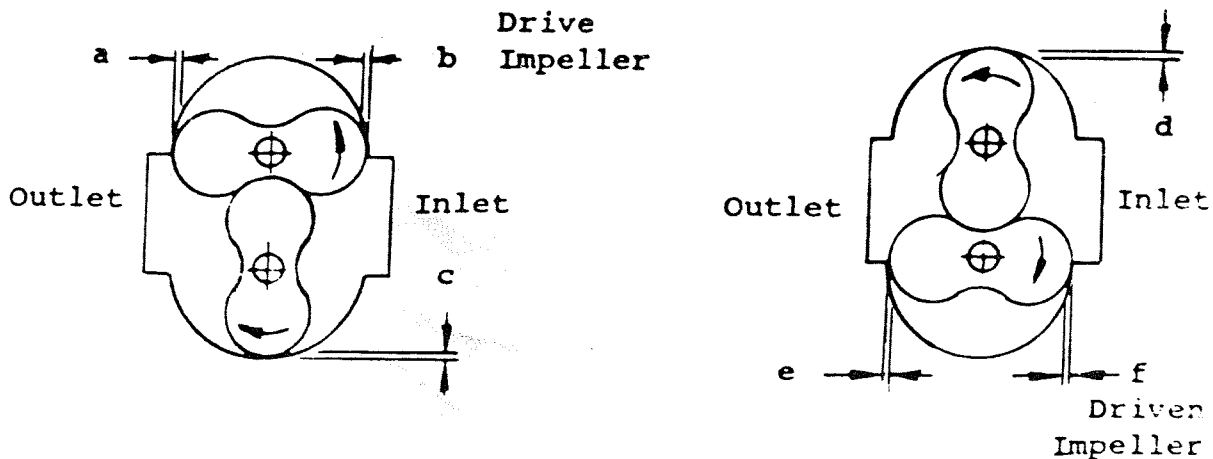 Drive
a b Impeller
d
Outlet Inlet
Outlet Inlet
c
e f
Driven
Impeller